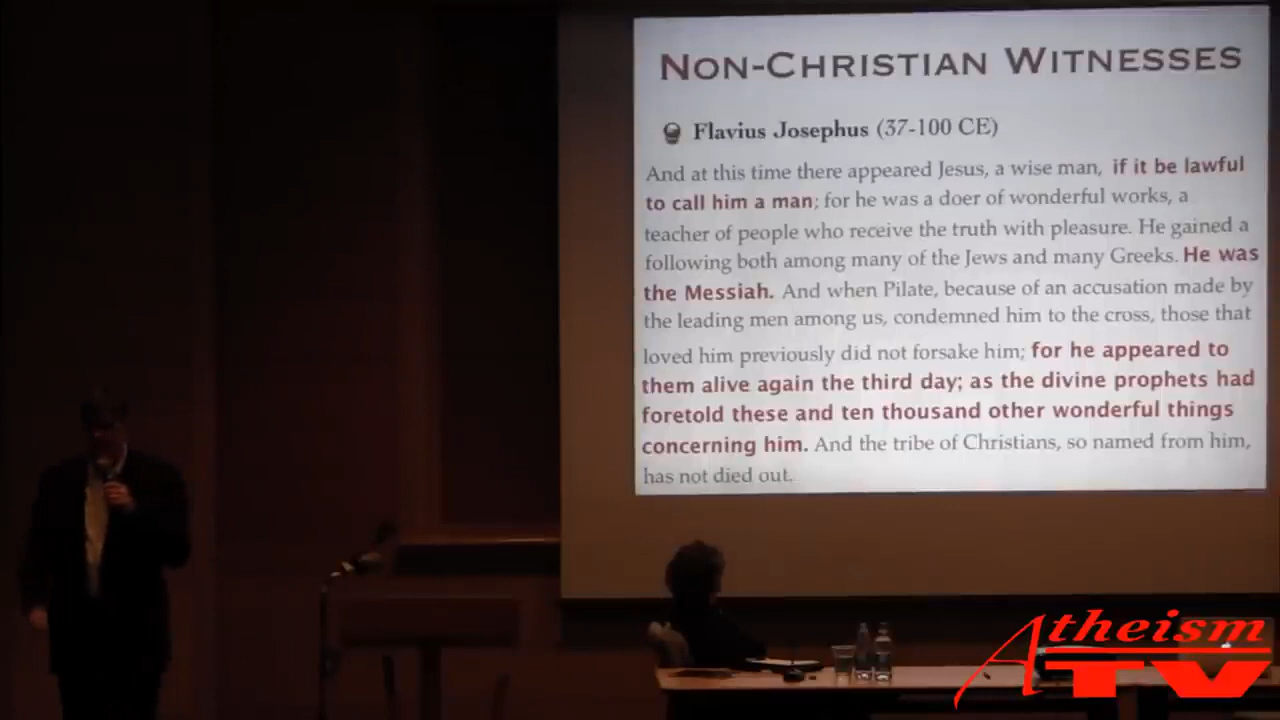 NON-CHRISTIAN WITNESSES
Flavius Josephus (37-100 CE)
And at this time there appeared Jesus, a wise man, if it be lawful
to call him a man; for he was a doer of wonderful works, a
teacher of people who receive the truth with pleasure. He gained a
following both among many of the Jews and many Greeks. He was
the Messiah. And when Pilate, because of an accusation made by
the leading men among us, condemned him to the cross, those that
loved him previously did not forsake him; for he appeared to
them alive again the third day; as the divine prophets had
foretold these and ten thousand other wonderful things
concerning him. And the tribe of Christians, so named from him,
has not died out.
Atheism
TV